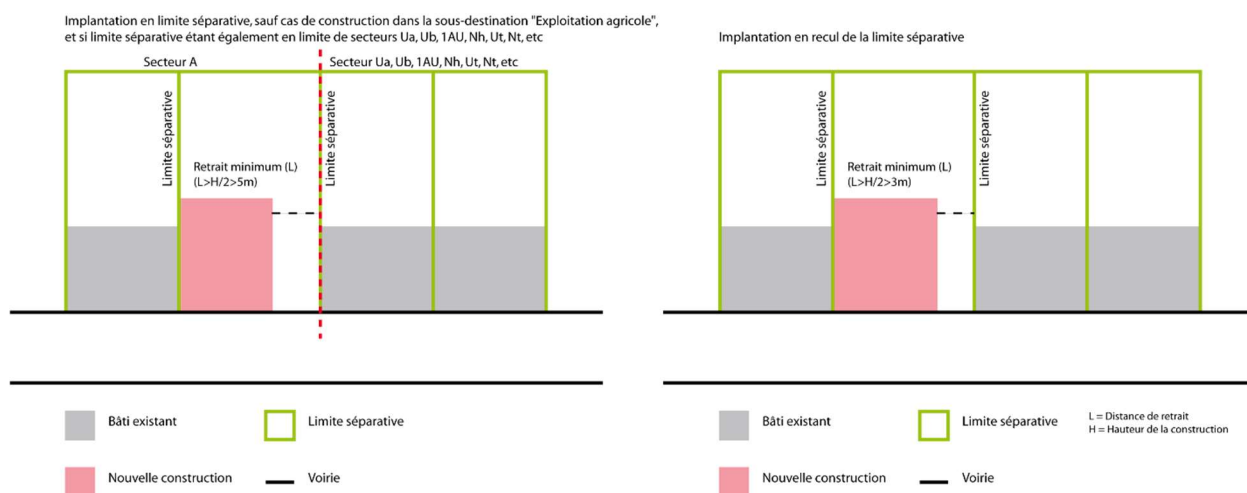 Implantation en limite séparative, sauf cas de construction dans la sous-destination "Exploitation agricole",
et si limite séparative étant également en limite de secteurs Ua, Ub, 1AU, Nh, Ut, Nt, etc
Secteur A
Secteur Ua, Ub, 1AU, Nh, Ut, Nt, etc
Limite séparative
Retrait minimum (L)
(L>H/2>5m)
Limite séparative
Bâti existant
Limite séparative
Nouvelle construction
Voirie
Implantation en recul de la limite séparative
Limite séparative
Retrait minimum (L)
(L>H/2>3m)
Limite séparative
Bâti existant
Limite séparative
L = Distance de retrait
H = Hauteur de la construction
Nouvelle construction
Voirie